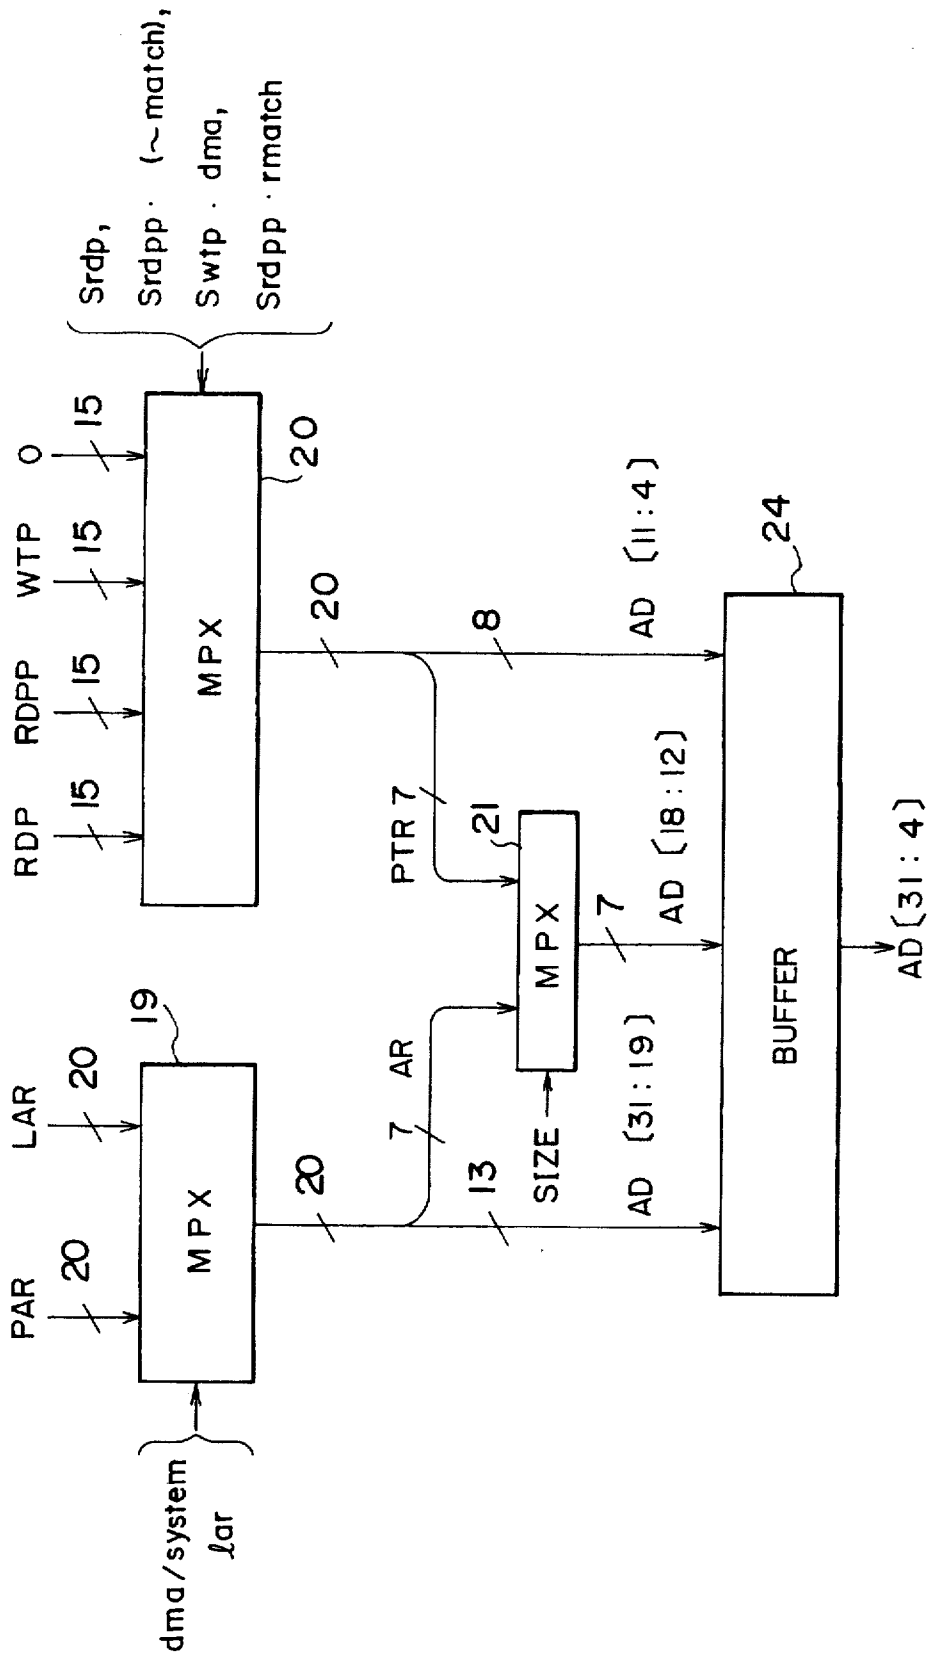 PAR
LAR
RDP
RDPP
WTP
0
20
20
15
15
15
15
19
dma/system
lar
MPX
MPX
20
Srdp,
Srdpp · (~match),
Swtp · dma,
Srdpp · rmatch
20
20
7
AR
PTR 7
21
13
8
SIZE
MPX
7
AD [31:19]
AD [18:12]
AD [11:4]
24
BUFFER
AD [31:4]